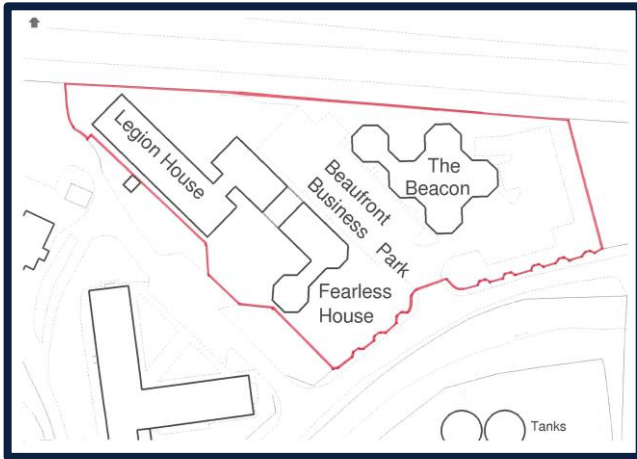 Legion House
Beaufront
Business Park
The
Beacon
Fearless
House
Tanks